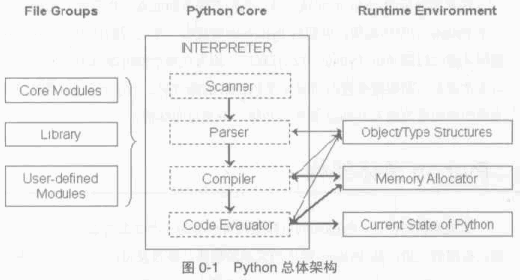 File Groups
Python Core
Runtime Environment
INTERPRETER
Core Modules
Library
User-defined
Modules
Scanner
Parser
Compiler
Code Evauator
Object/Type Structures
Memory Allocator
Current State of Python
图 0-1 Python 总体架构